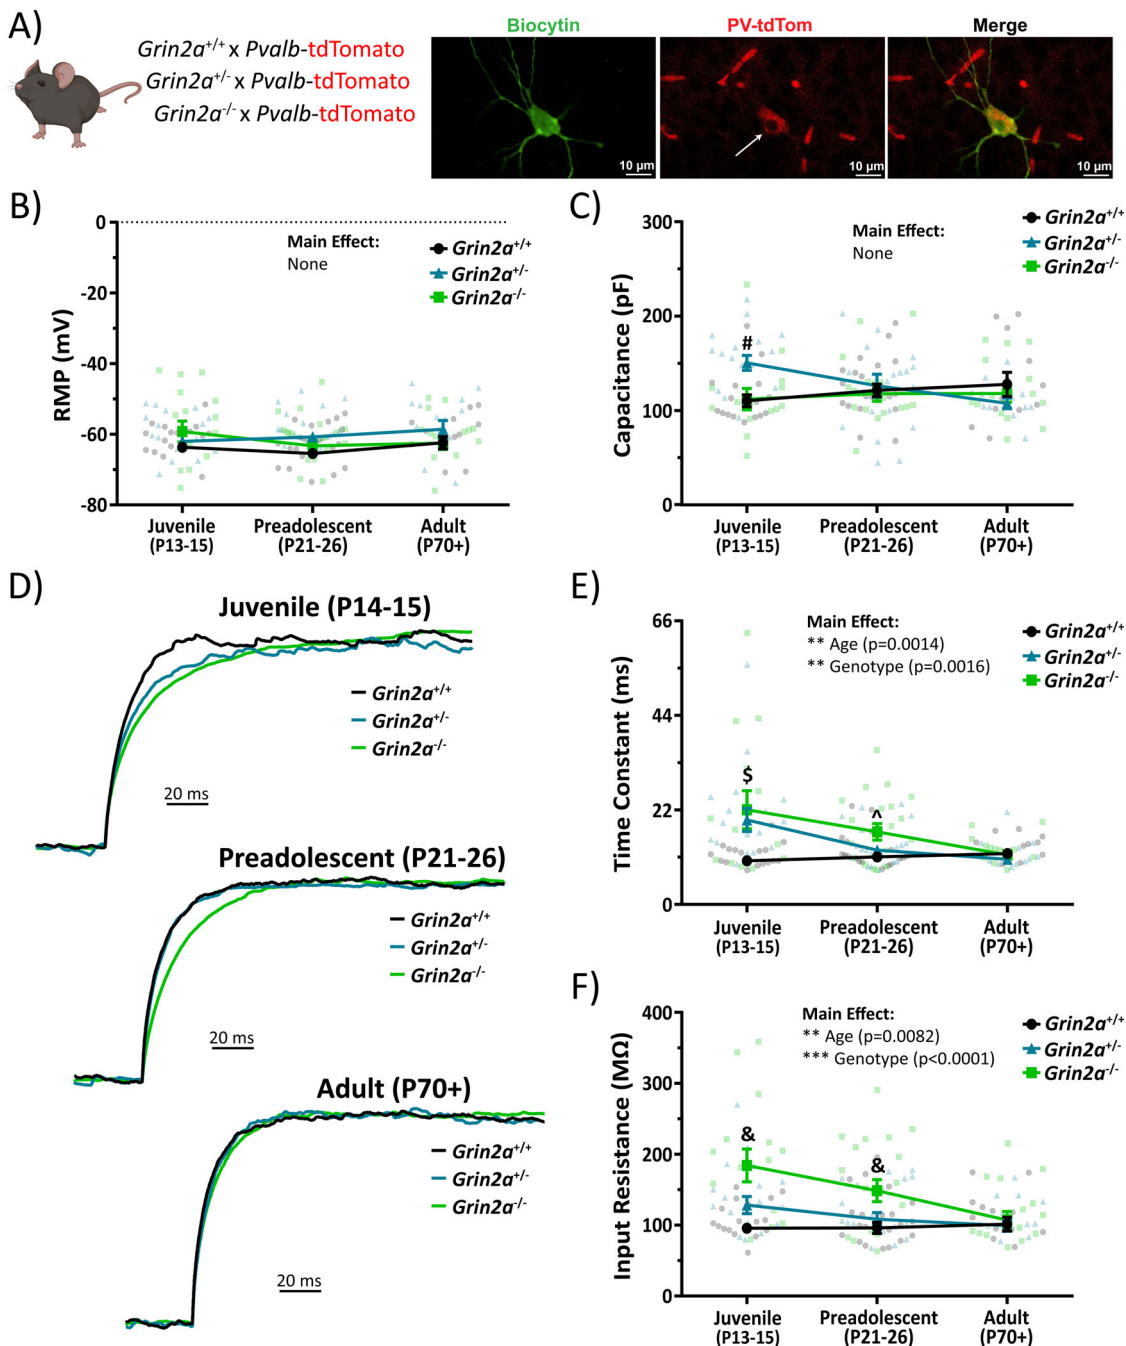 A)
Grin2a+/+ x Pvalb-tdTomato
Grin2a+/- x Pvalb-tdTomato
Grin2a-/- x Pvalb-tdTomato
Biocytin
PV-tdTom
Merge
10 µm
10 µm
10 µm
B)
RMP (mV)
0
-20
-40
-60
-80
Main Effect:
None
Grin2a+/+
Grin2a+/-
Grin2a-/-
Juvenile
(P13-15)
Preadolescent
(P21-26)
Adult
(P70+)
C)
Capacitance (pF)
300
200
100
0
Main Effect:
None
Grin2a+/+
Grin2a+/-
Grin2a-/-
#
Juvenile
(P13-15)
Preadolescent
(P21-26)
Adult
(P70+)
D)
Juvenile (P14-15)
Grin2a+/+
Grin2a+/-
Grin2a-/-
20 ms
Preadolescent (P21-26)
Grin2a+/+
Grin2a+/-
Grin2a-/-
20 ms
Adult (P70+)
Grin2a+/+
Grin2a+/-
Grin2a-/-
20 ms
E)
Time Constant (ms)
66
44
22
0
Main Effect:
** Age (p=0.0014)
** Genotype (p=0.0016)
Grin2a+/+
Grin2a+/-
Grin2a-/-
$
^
Juvenile
(P13-15)
Preadolescent
(P21-26)
Adult
(P70+)
F)
Input Resistance (MΩ)
400
300
200
100
0
Main Effect:
** Age (p=0.0082)
*** Genotype (p<0.0001)
Grin2a+/+
Grin2a+/-
Grin2a-/-
&
&
Juvenile
(P13-15)
Preadolescent
(P21-26)
Adult
(P70+)